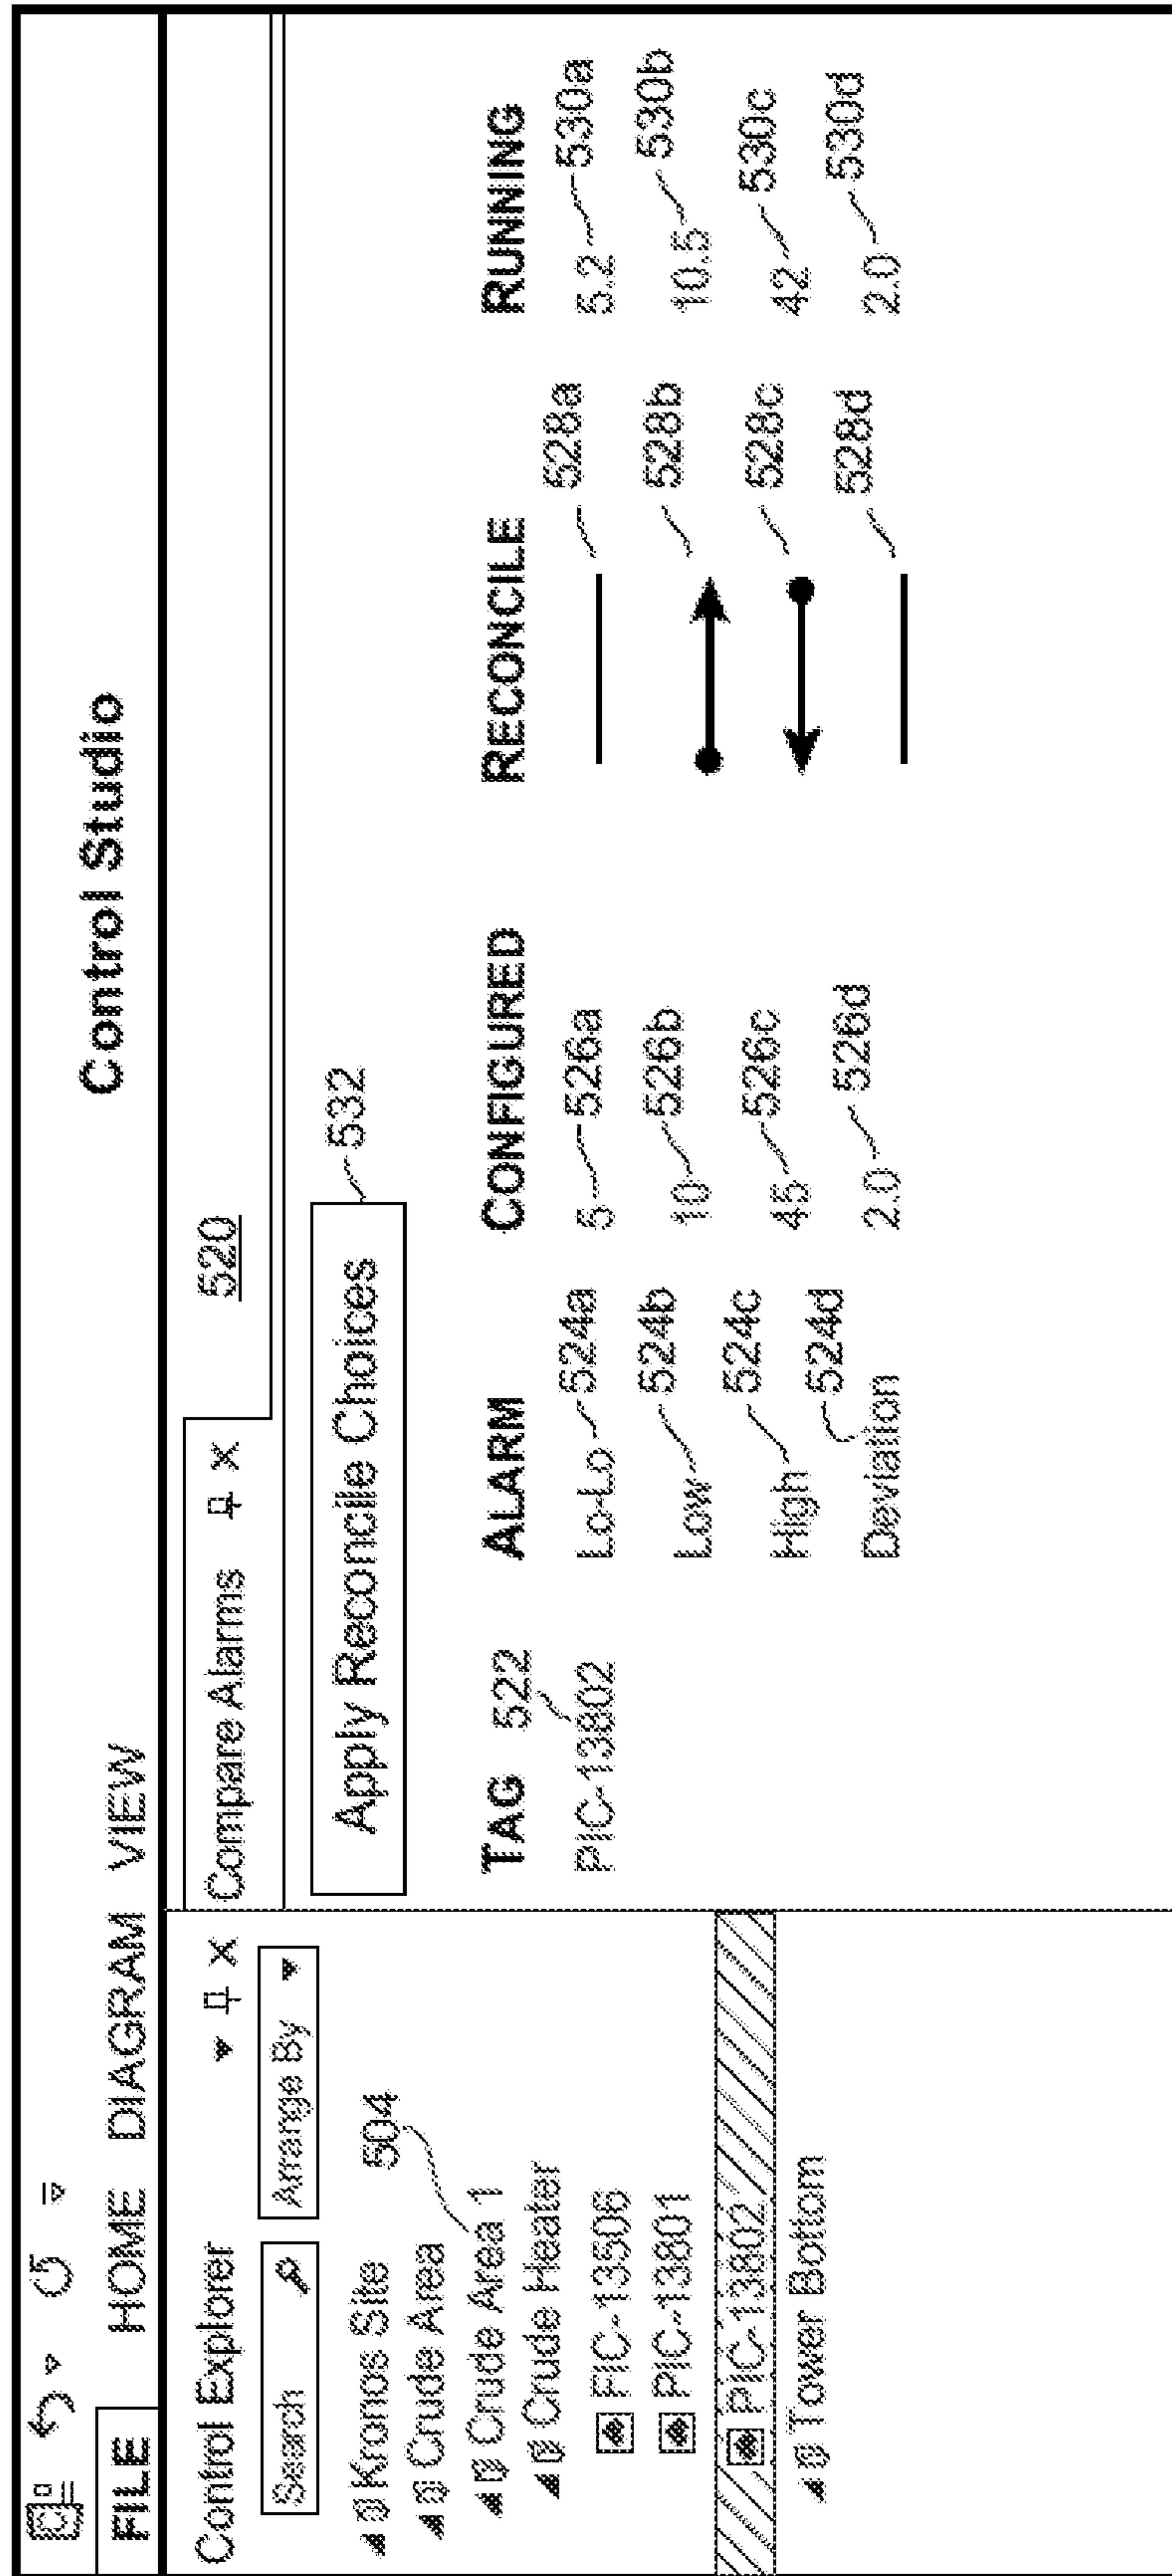 Control Studio
FILE HOME DIAGRAM VIEW
Control Explorer
Search Arrange By
Kronos Site
504
Crude Area
Crude Area 1
Crude Heater
FIC-13506
PIC-13801
PIC-13802
Tower Bottom
Compare Alarms
520
Apply Reconcile Choices 532
TAG 522 ALARM CONFIGURED RECONCILE RUNNING
PIC-13802 Lo-Lo 524a 5 526a 528a 5.2 530a
Low 524b 10 526b 528b 10.5 530b
High 524c 45 526c 528c 42 530c
Deviation 524d 2.0 526d 528d 2.0 530d